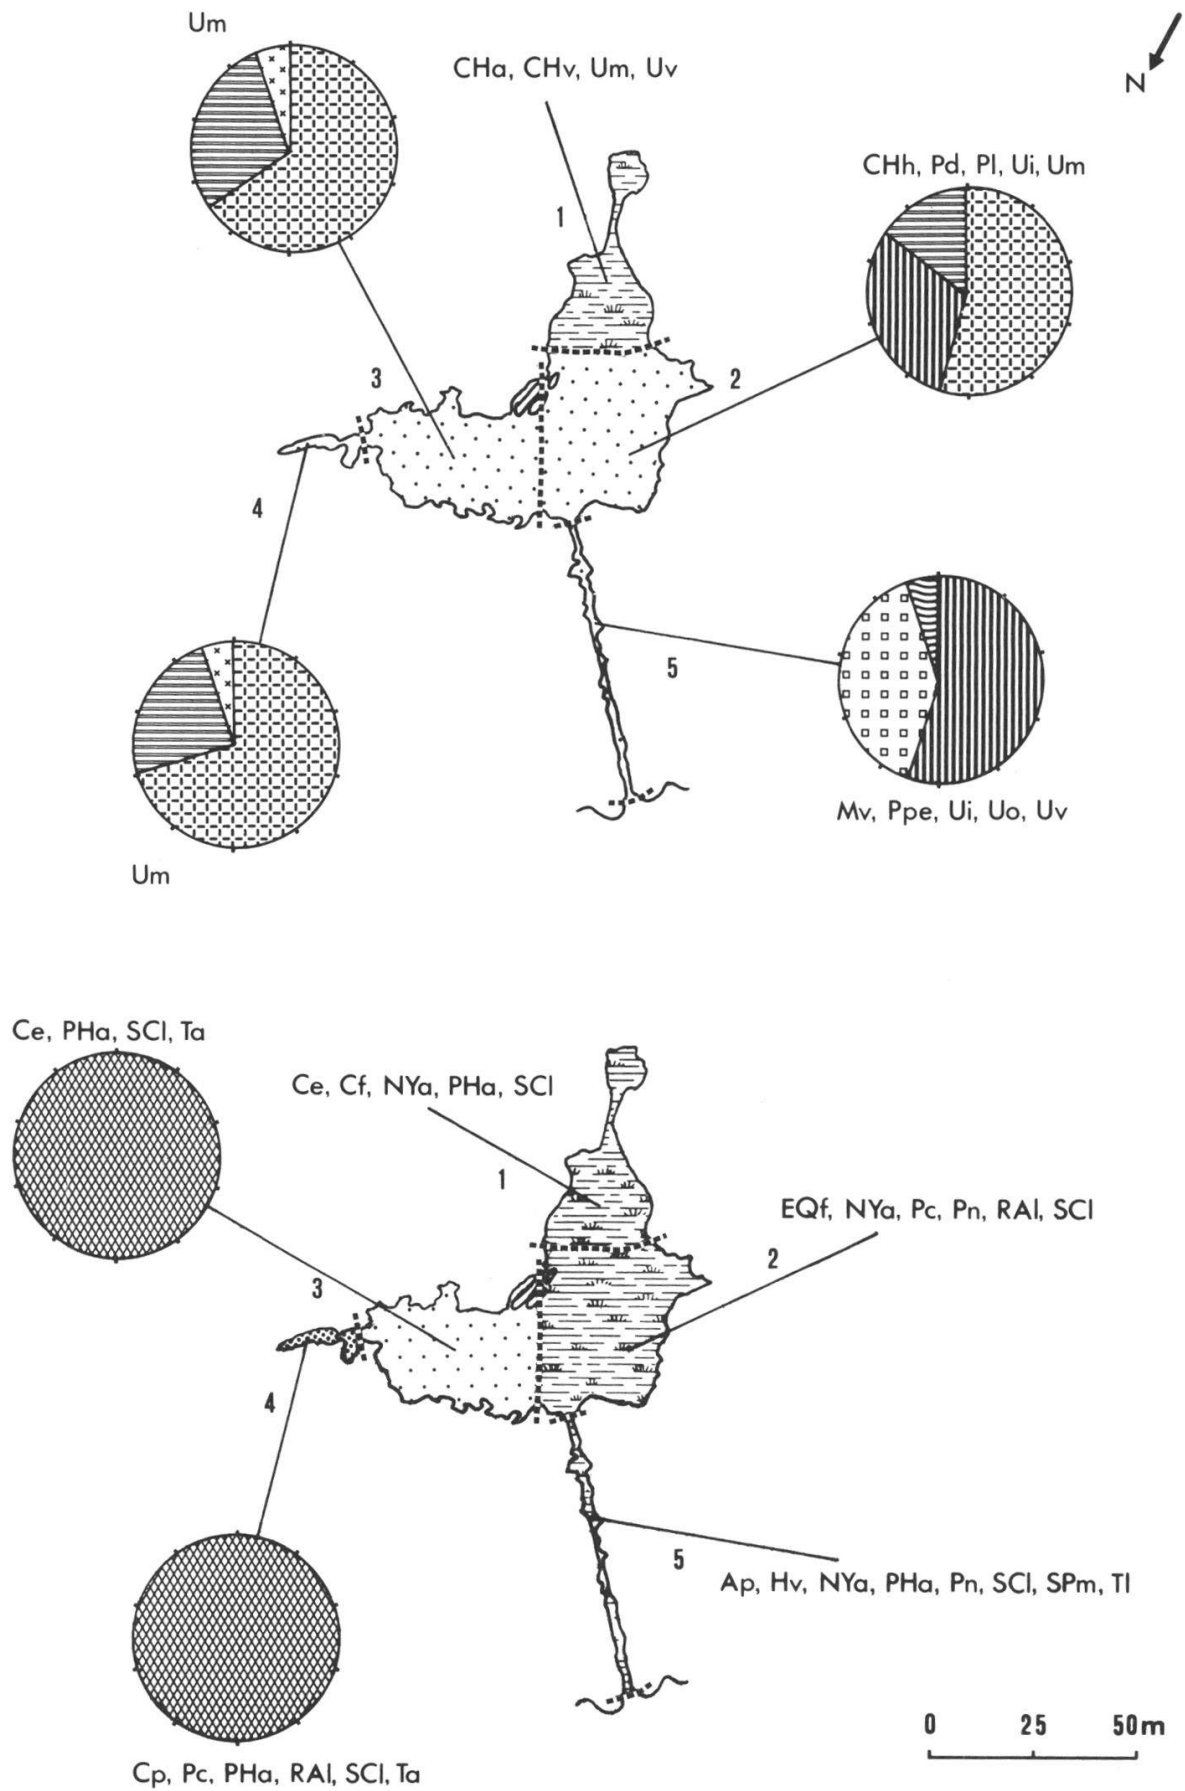 Um
CHa, CHv, Um, Uv
N
CHh, Pd, Pl, Ui, Um
1
3
2
4
5
Mv, Ppe, Ui, Uo, Uv
Um
Ce, PHa, SCl, Ta
Ce, Cf, NYa, PHa, SCl
1
EQf, NYa, Pc, Pn, RAl, SCl
2
3
4
5
Ap, Hv, NYa, PHa, Pn, SCl, SPm, Tl
0 25 50m
Cp, Pc, PHa, RAl, SCl, Ta